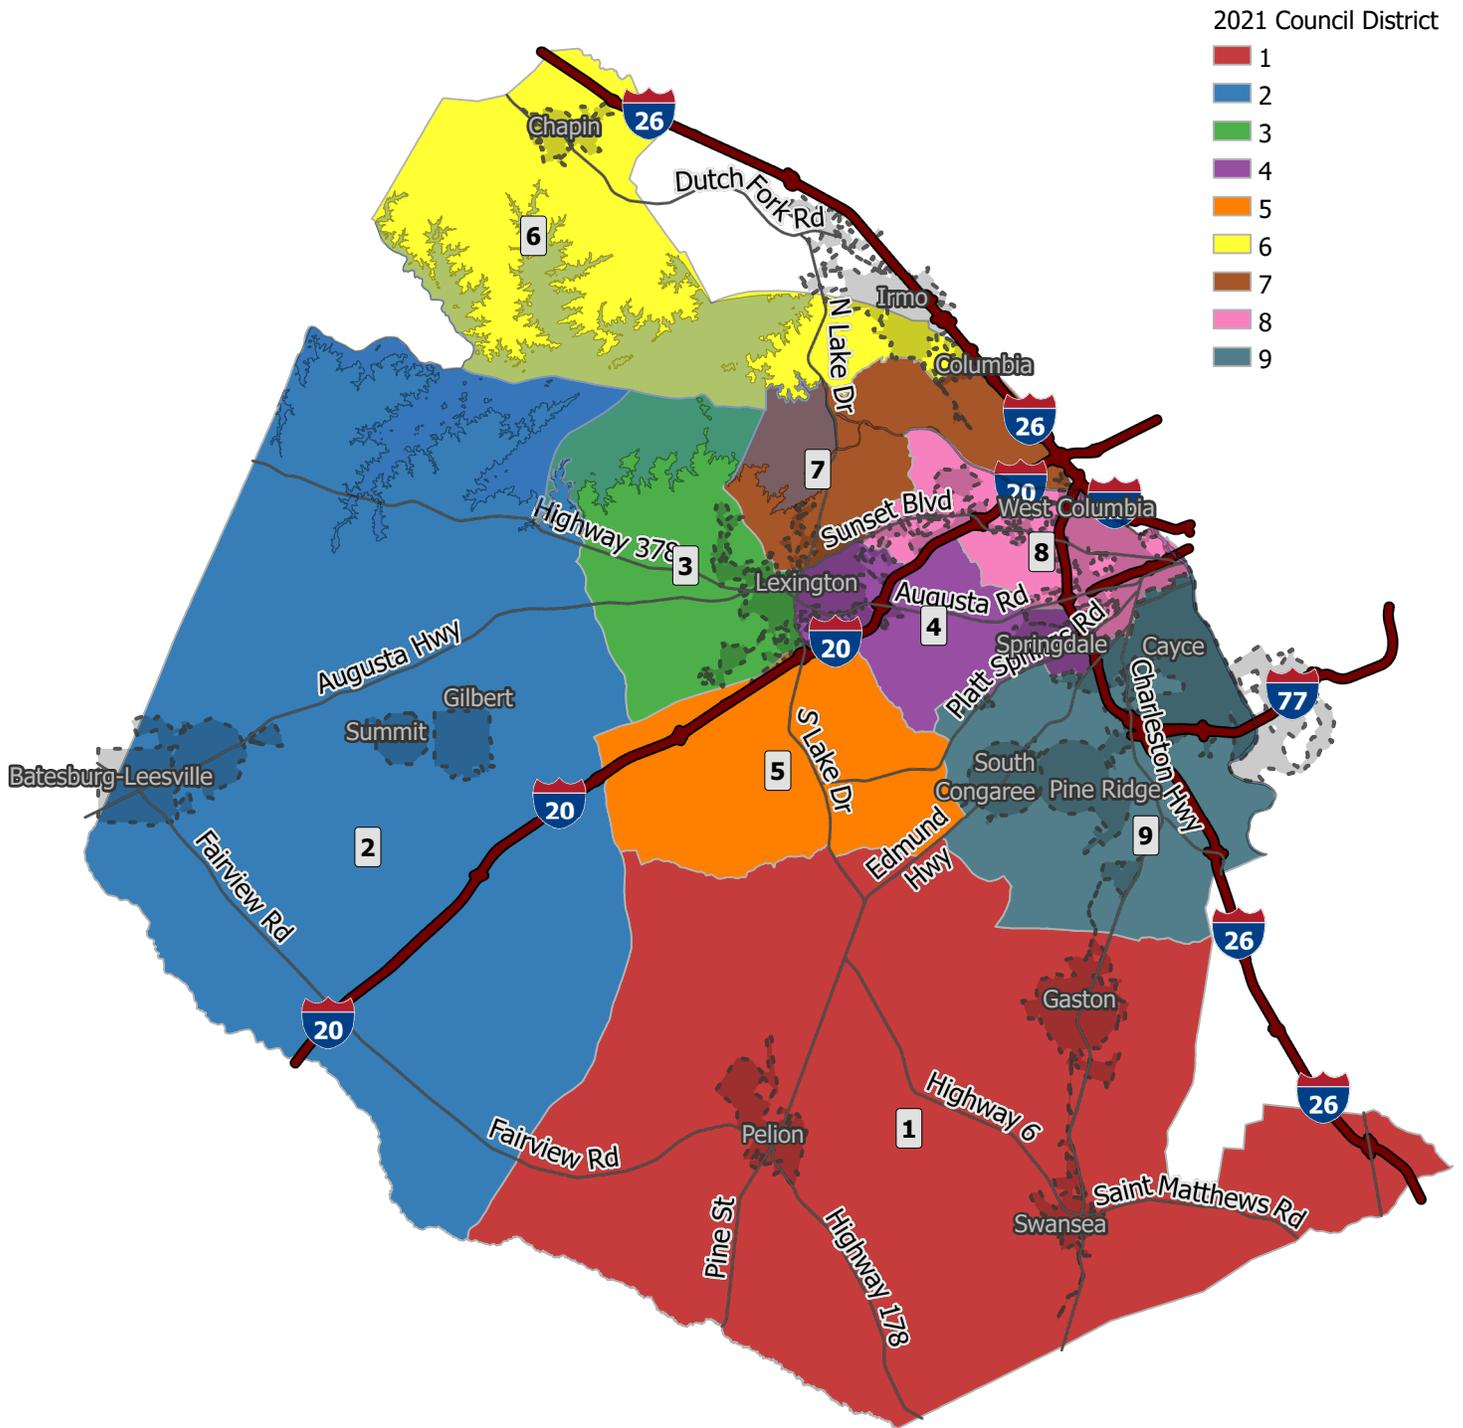 2021 Council District
1
2
3
4
5
6
7
8
9
26
Chapin
Dutch Fork Rd
6
Irmo
N Lake Dr
Columbia
26
7
20
West Columbia
Sunset Blvd
Highway 378
8
3
Lexington
Augusta Rd
4
20
Springdale
Platt Springs Rd
Cayce
Augusta Hwy
77
Gilbert
Summit
Charleston Hwy
S Lake Dr
5
South
Congaree
Pine Ridge
Batesburg-Leesville
20
9
2
Edmund
Hwy
Fairview Rd
26
Gaston
20
26
Highway 6
1
Pelion
Fairview Rd
Saint Matthews Rd
Swansea
Pine St
Highway 178